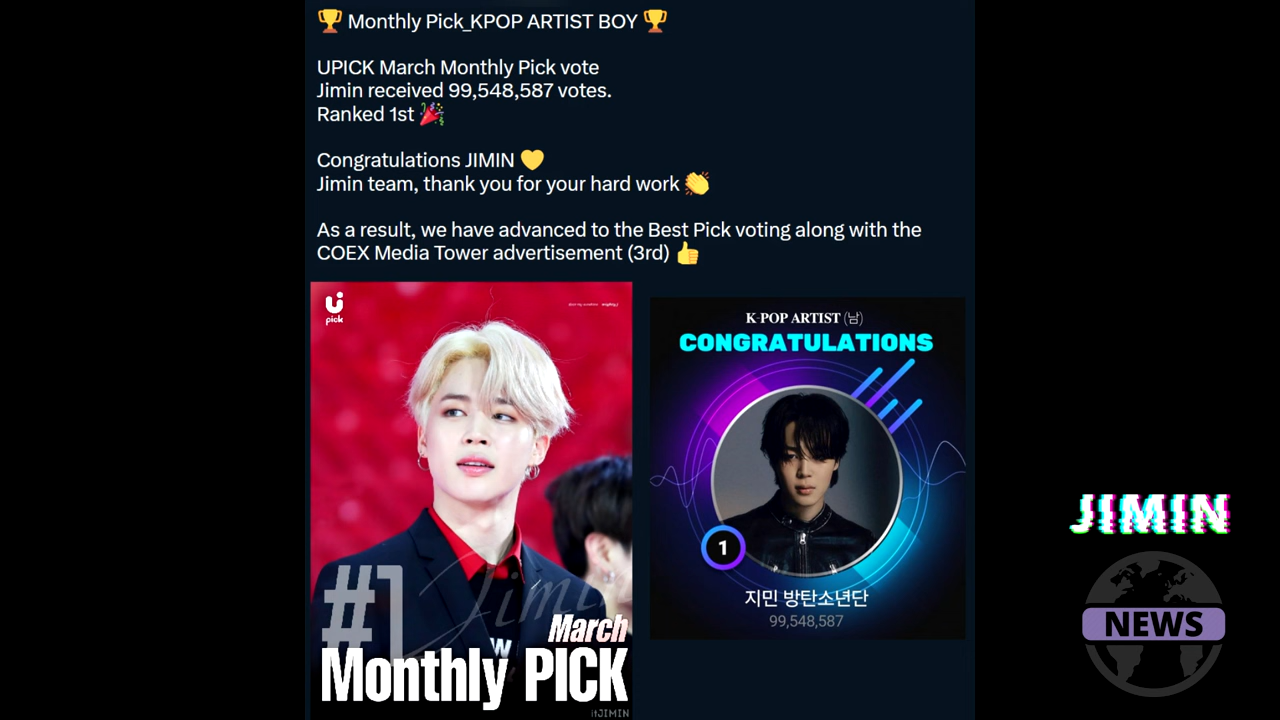 🏆 Monthly Pick_KPOP ARTIST BOY 🏆
UPICK March Monthly Pick vote
Jimin received 99,548,587 votes.
Ranked 1st 🎉
Congratulations JIMIN 💛
Jimin team, thank you for your hard work 👏
As a result, we have advanced to the Best Pick voting along with the
COEX Media Tower advertisement (3rd) 👍
pick
#1
Jimin
March
Monthly PICK
itJIMIN
K-POP ARTIST (남)
CONGRATULATIONS
1
지민 방탄소년단
99,548,587
JIMIN
NEWS